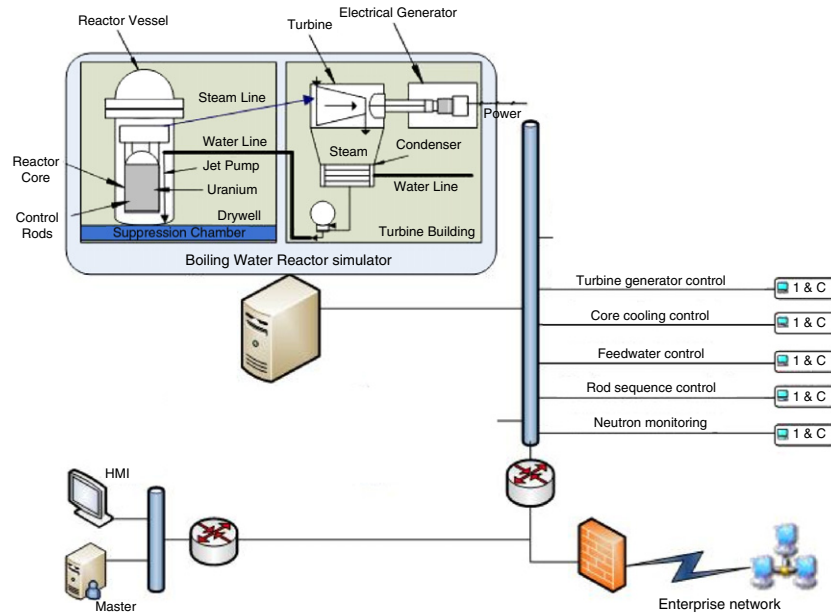 Reactor Vessel
Turbine
Electrical Generator
Steam Line
Power
Water Line
Steam
Condenser
Reactor
Core
Jet Pump
Uranium
Water Line
Control
Rods
Drywell
Suppression Chamber
Turbine Building
Boiling Water Reactor simulator
Turbine generator control
1 & C
Core cooling control
1 & C
Feedwater control
1 & C
Rod sequence control
1 & C
Neutron monitoring
1 & C
HMI
Master
Enterprise network